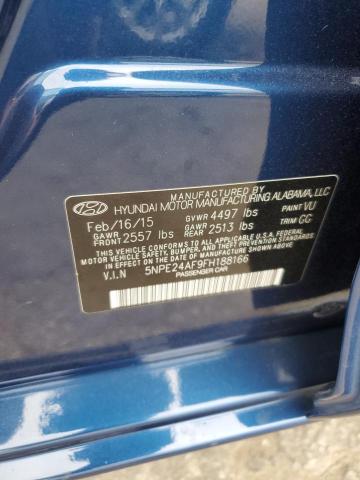 MANUFACTURED BY
HYUNDAI MOTOR MANUFACTURING ALABAMA, LLC
Feb/16/15 GVWR 4497 lbs PAINT VU
GAWR FRONT 2557 lbs GAWR REAR 2513 lbs TRIM GC
THIS VEHICLE CONFORMS TO ALL APPLICABLE U.S.A. FEDERAL
MOTOR VEHICLE SAFETY, BUMPER, AND THEFT PREVENTION
STANDARDS IN EFFECT ON THE DATE OF
MANUFACTURE SHOWN ABOVE.
V.I.N 5NPE24AF9FH188166
PASSENGER CAR